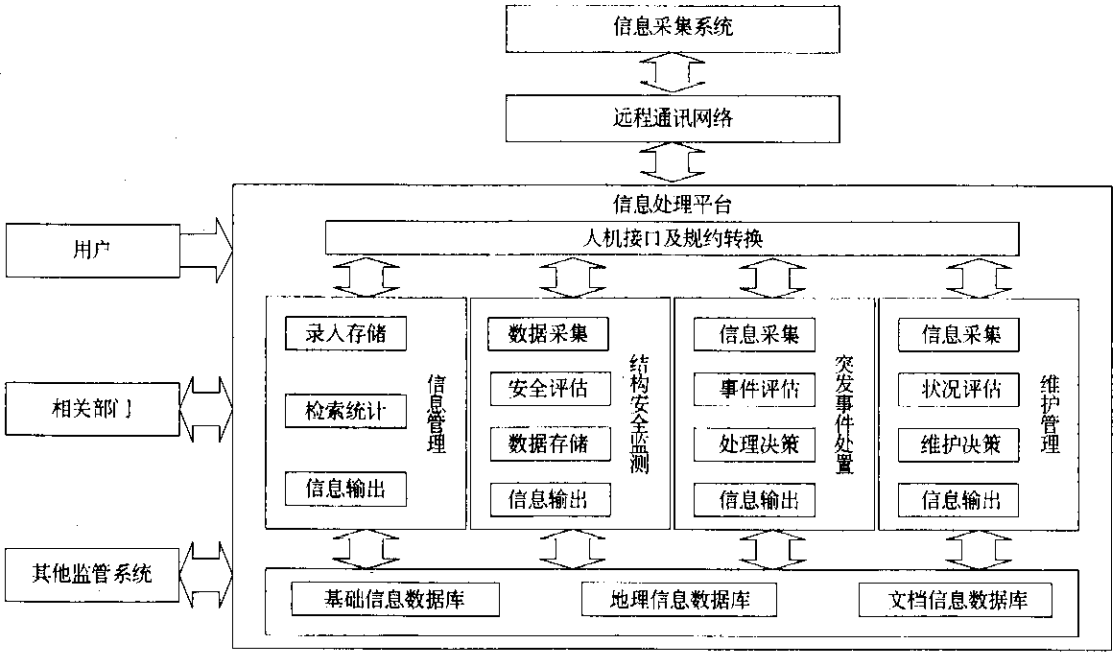 信息采集系统
远程通讯网络
信息处理平台
人机接口及规约转换
用户
相关部门
其他监管系统
录入存储
检索统计
信息输出
信息管理
数据采集
安全评估
数据存储
信息输出
结构安全监测
信息采集
事件评估
处理决策
信息输出
突发事件处置
信息采集
状况评估
维护决策
信息输出
维护管理
基础信息数据库
地理信息数据库
文档信息数据库